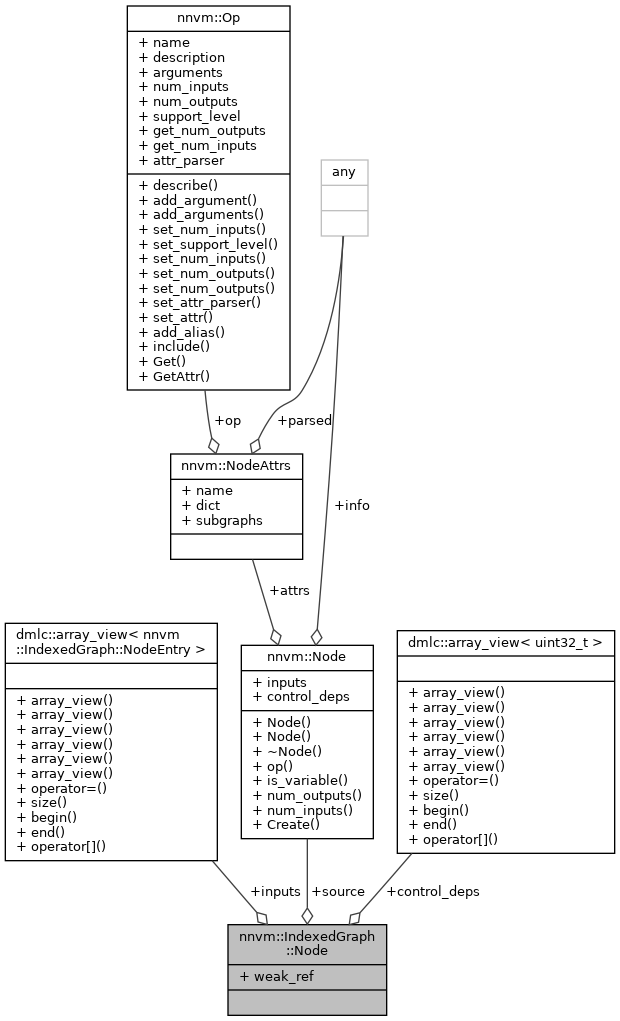 nnvm::Op
+ name
+ description
+ arguments
+ num_inputs
+ num_outputs
+ support_level
+ get_num_outputs
+ get_num_inputs
+ attr_parser
+ describe()
+ add_argument()
+ add_arguments()
+ set_num_inputs()
+ set_support_level()
+ set_num_inputs()
+ set_num_outputs()
+ set_num_outputs()
+ set_attr_parser()
+ set_attr()
+ add_alias()
+ include()
+ Get()
+ GetAttr()
any
+op
+parsed
nnvm::NodeAttrs
+ name
+ dict
+ subgraphs
+info
+attrs
dmlc::array_view< nnvm
::IndexedGraph::NodeEntry >
+ array_view()
+ array_view()
+ array_view()
+ array_view()
+ array_view()
+ array_view()
+ operator=()
+ size()
+ begin()
+ end()
+ operator[]()
nnvm::Node
+ inputs
+ control_deps
+ Node()
+ Node()
+ ~Node()
+ op()
+ is_variable()
+ num_outputs()
+ num_inputs()
+ Create()
dmlc::array_view< uint32_t >
+ array_view()
+ array_view()
+ array_view()
+ array_view()
+ array_view()
+ array_view()
+ operator=()
+ size()
+ begin()
+ end()
+ operator[]()
+inputs
+source
+control_deps
nnvm::IndexedGraph
::Node
+ weak_ref